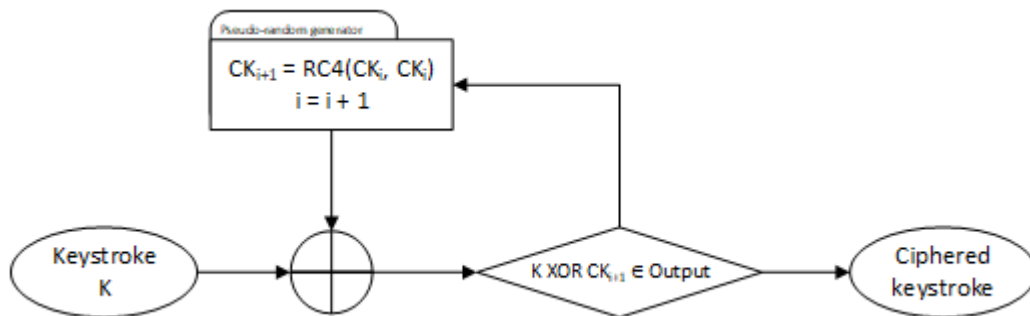 Pseudo-random generator
CKi+1 = RC4(CKi, CKi)
i = i + 1
Keystroke
K
K XOR CKi+1 ∈ Output
Ciphered
keystroke